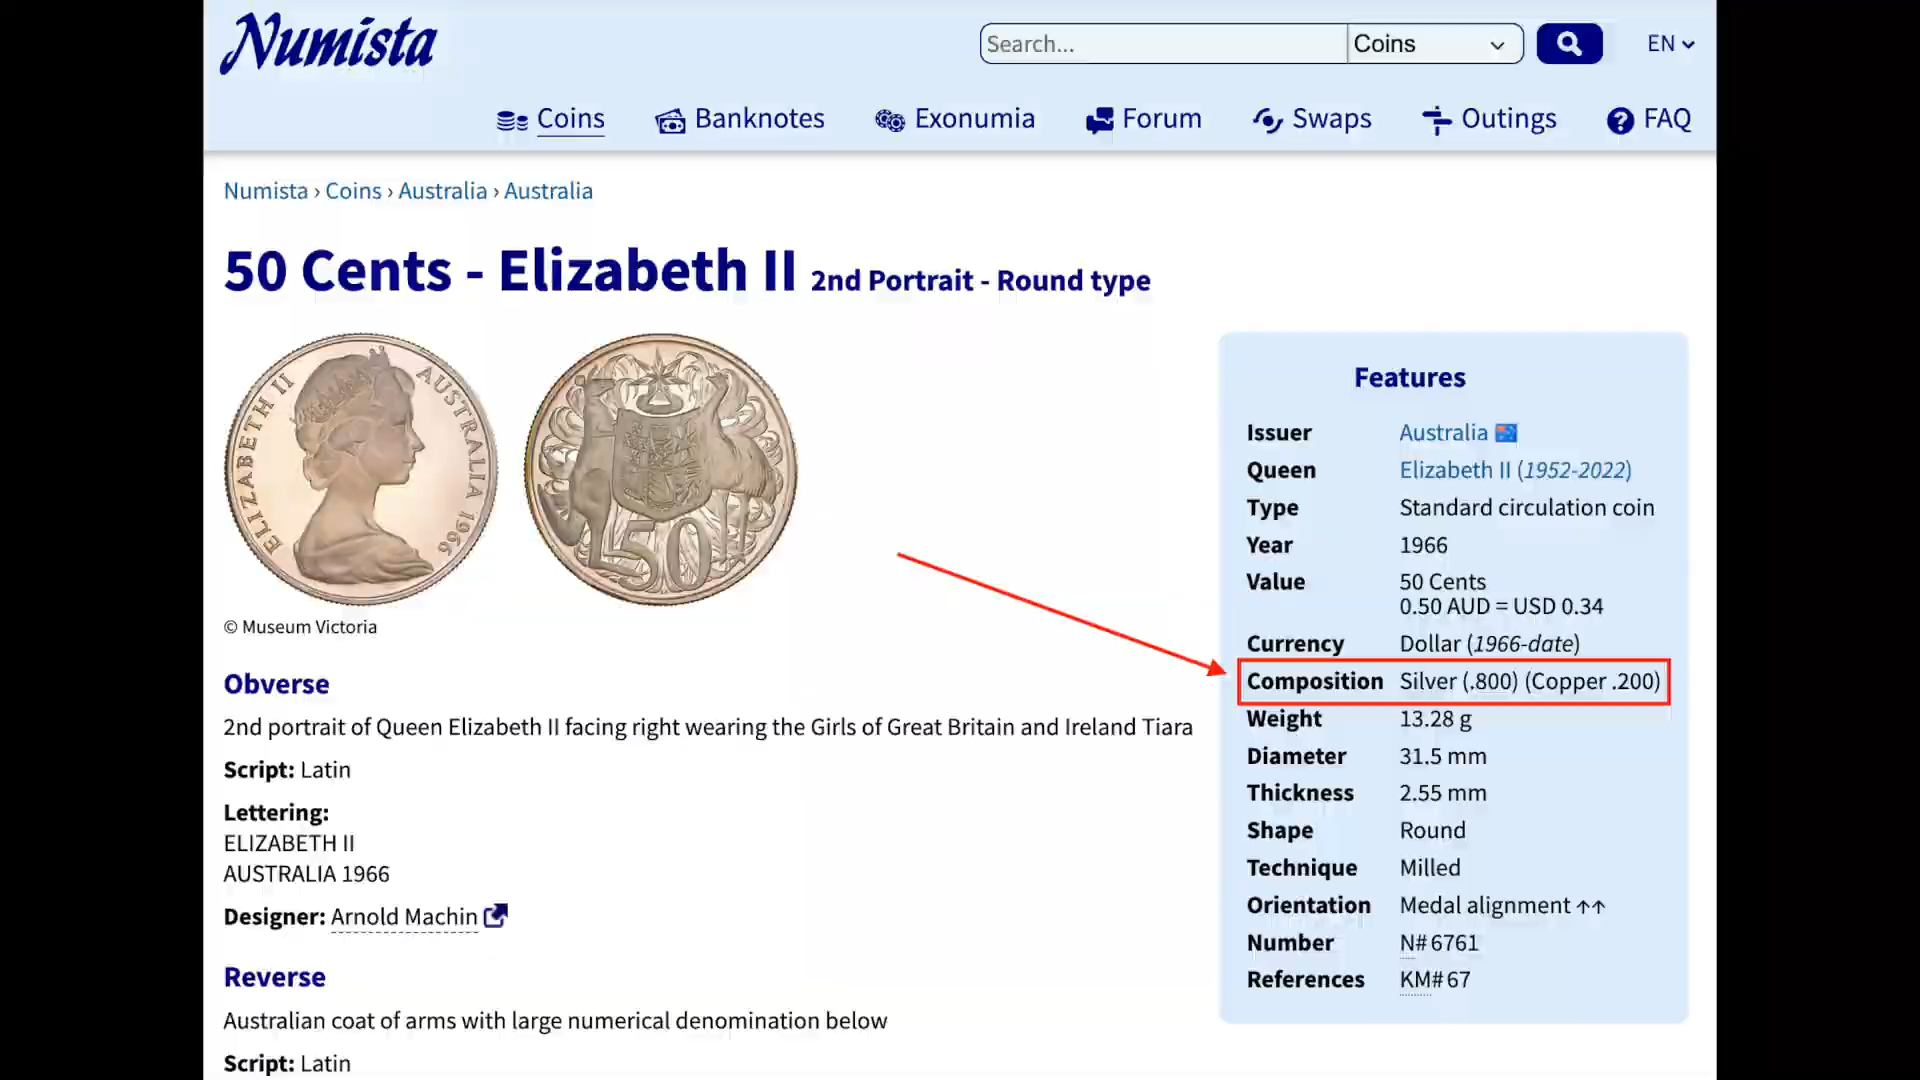 Numista
Search...
Coins
EN
Coins
Banknotes
Exonumia
Forum
Swaps
Outings
FAQ
Numista › Coins › Australia › Australia
50 Cents - Elizabeth II 2nd Portrait - Round type
ELIZABETH II
AUSTRALIA 1966
50
© Museum Victoria
Obverse
2nd portrait of Queen Elizabeth II facing right wearing the Girls of Great Britain and Ireland Tiara
Script: Latin
Lettering:
ELIZABETH II
AUSTRALIA 1966
Designer: Arnold Machin
Reverse
Australian coat of arms with large numerical denomination below
Script: Latin
Features
Issuer Australia
Queen Elizabeth II (1952-2022)
Type Standard circulation coin
Year 1966
Value 50 Cents
0.50 AUD = USD 0.34
Currency Dollar (1966-date)
Composition Silver (.800) (Copper .200)
Weight 13.28 g
Diameter 31.5 mm
Thickness 2.55 mm
Shape Round
Technique Milled
Orientation Medal alignment ↑↑
Number N# 6761
References KM# 67